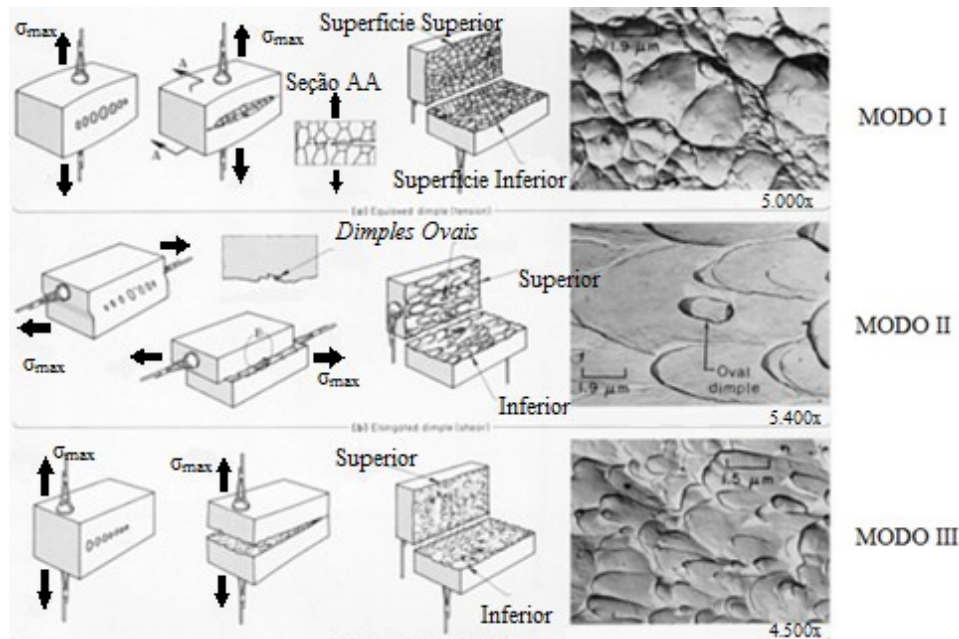 σmax
σmax
A
Seção AA
A
Superfície Superior
Superfície Inferior
1.9 µm
5.000x
MODO I
(a) Equiaxed dimple (tension)
σmax
Dimples Ovais
σmax
Superior
Inferior
Oval
dimple
1.9 µm
5.400x
MODO II
(b) Elongated dimple (shear)
σmax
σmax
Superior
Inferior
1.5 µm
4.500x
MODO III